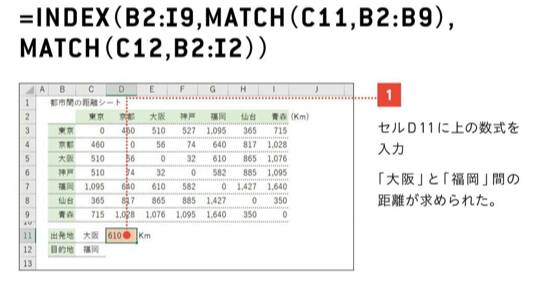 =INDEX(B2:I9,MATCH(C11,B2:B9),
MATCH(C12,B2:I2))
A B C D E F G H I J
1 都市間の距離シート
2 東京 京都 大阪 神戸 福岡 仙台 青森 (Km)
3 東京 0 460 510 527 1,095 365 715
4 京都 460 0 56 74 640 817 1,028
5 大阪 510 56 0 32 610 865 1,076
6 神戸 510 74 32 0 582 885 1,095
7 福岡 1,095 640 610 582 0 1,427 1,640
8 仙台 365 817 865 885 1,427 0 350
9 青森 715 1,028 1,076 1,095 1,640 350 0
10
11 出発地 大阪 610 Km
12 目的地 福岡
13
1
セルD11に上の数式を
入力
「大阪」と「福岡」間の
距離が求められた。